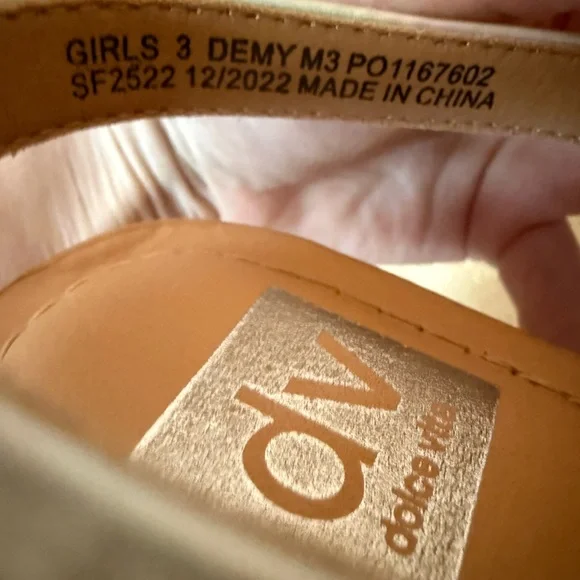 GIRLS 3 DEMY M3 PO1167602
SF2522 12/2022 MADE IN CHINA
dv
dolce vita